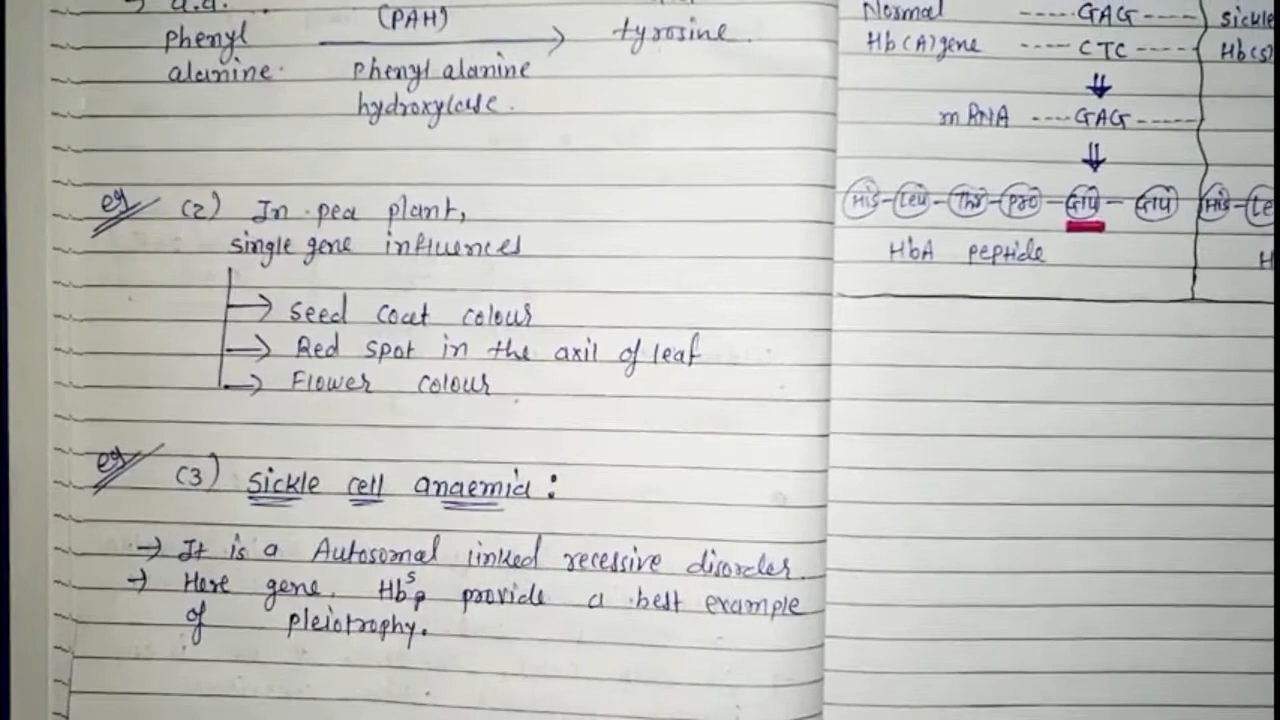 → a.a.
(PAH)
phenyl alanine.
tyrosine.
phenyl alanine
hydroxylase.
eg (2) In pea plant,
single gene influences
→ seed coat colour
→ Red spot in the axil of leaf
→ Flower colour
eg (3) Sickle cell anaemia :
→ It is a Autosomal linked recessive disorder.
→ Here gene. Hbsp provide a best example
of pleiotrophy.
Normal ----- GAG ----
Hb(A)gene ---- CTC ----
⇓
mRNA ---- GAG -----
⇓
His - Leu - Thr - pro - Glu - Glu
HbA peptide
sickle
Hb(s)
His - Le
H